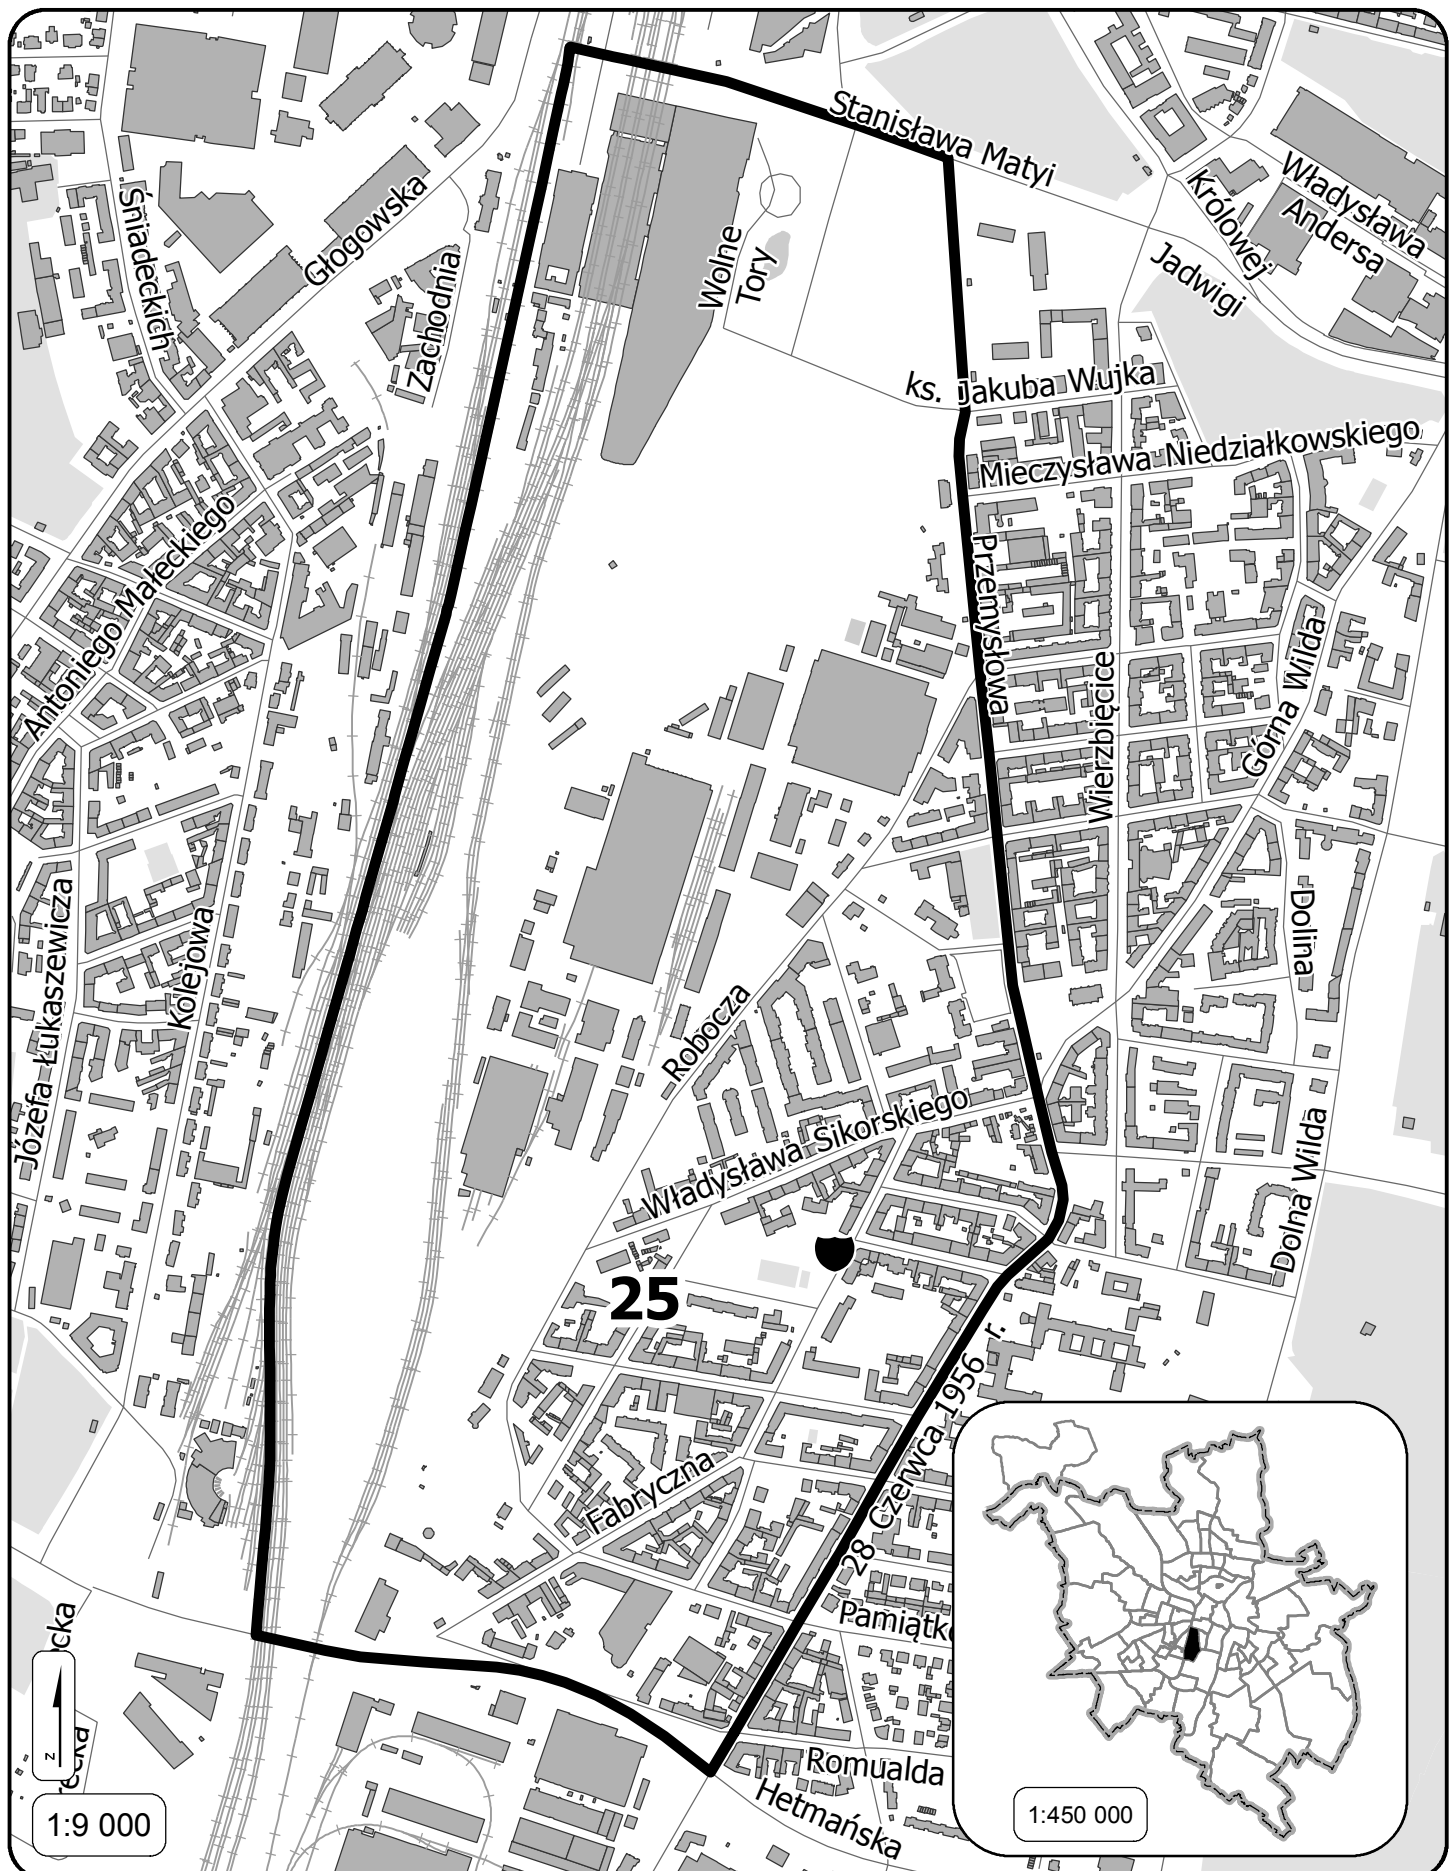 Stanisława Matyi
Władysława
Andersa
Królowej
Jadwigi
Śniadeckich
Głogowska
Zachodnia
Wolne
Tory
ks. Jakuba Wujka
Mieczysława Niedziałkowskiego
Antoniego Małeckiego
Przemysłowa
Wierzbięcice
Górna Wilda
Józefa Łukaszewicza
Kolejowa
Dolina
Robocza
Władysława Sikorskiego
Dolna Wilda
25
28 Czerwca 1956 r.
Fabryczna
Pamiątko
Romualda
Hetmańska
z
1:9 000
1:450 000